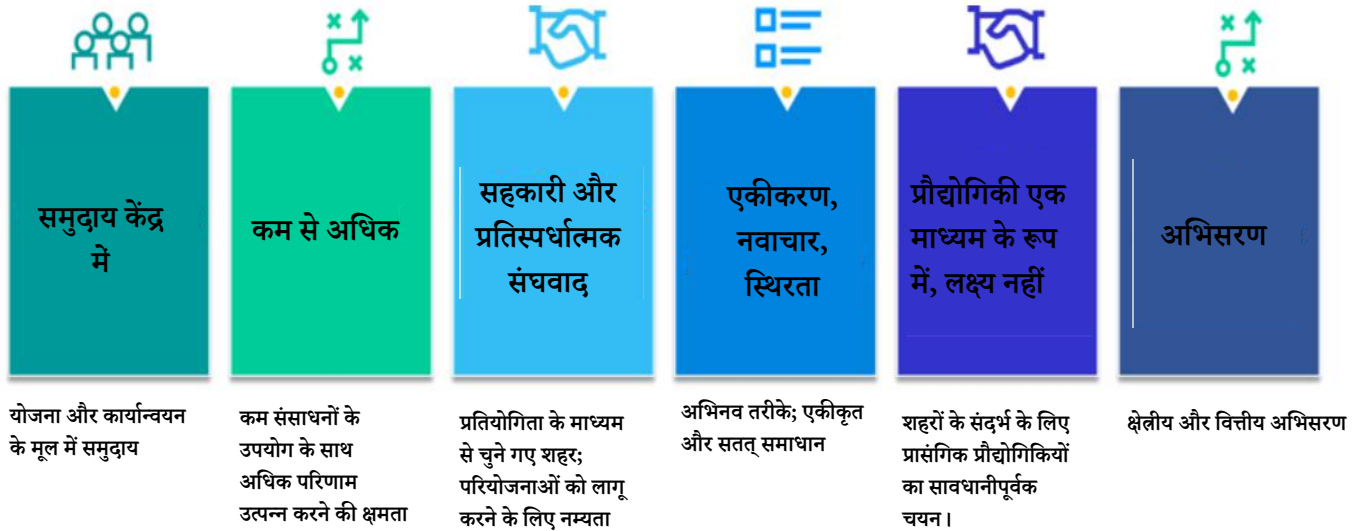 समुदाय केंद्र
में
कम से अधिक
सहकारी और
प्रतिस्पर्धात्मक
संघवाद
एकीकरण,
नवाचार,
स्थिरता
प्रौद्योगिकी एक
माध्यम के रूप
में, लक्ष्य नहीं
अभिसरण
योजना और कार्यान्वयन
के मूल में समुदाय
कम संसाधनों के
उपयोग के साथ
अधिक परिणाम
उत्पन्न करने की क्षमता
प्रतियोगिता के माध्यम
से चुने गए शहर;
परियोजनाओं को लागू
करने के लिए नम्यता
अभिनव तरीके; एकीकृत
और सतत् समाधान
शहरों के संदर्भ के लिए
प्रासंगिक प्रौद्योगिकियों
का सावधानीपूर्वक
चयन।
क्षेत्रीय और वित्तीय अभिसरण